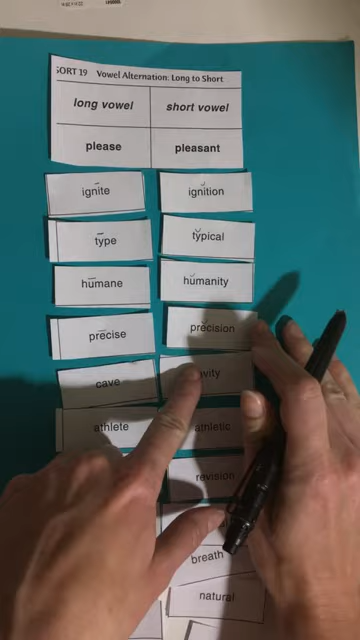 SORT 19 Vowel Alternation: Long to Short
long vowel short vowel
please pleasant
ignite ignition
type typical
humane humanity
precise precision
cave vity
athlete athletic
revision
breath
natural